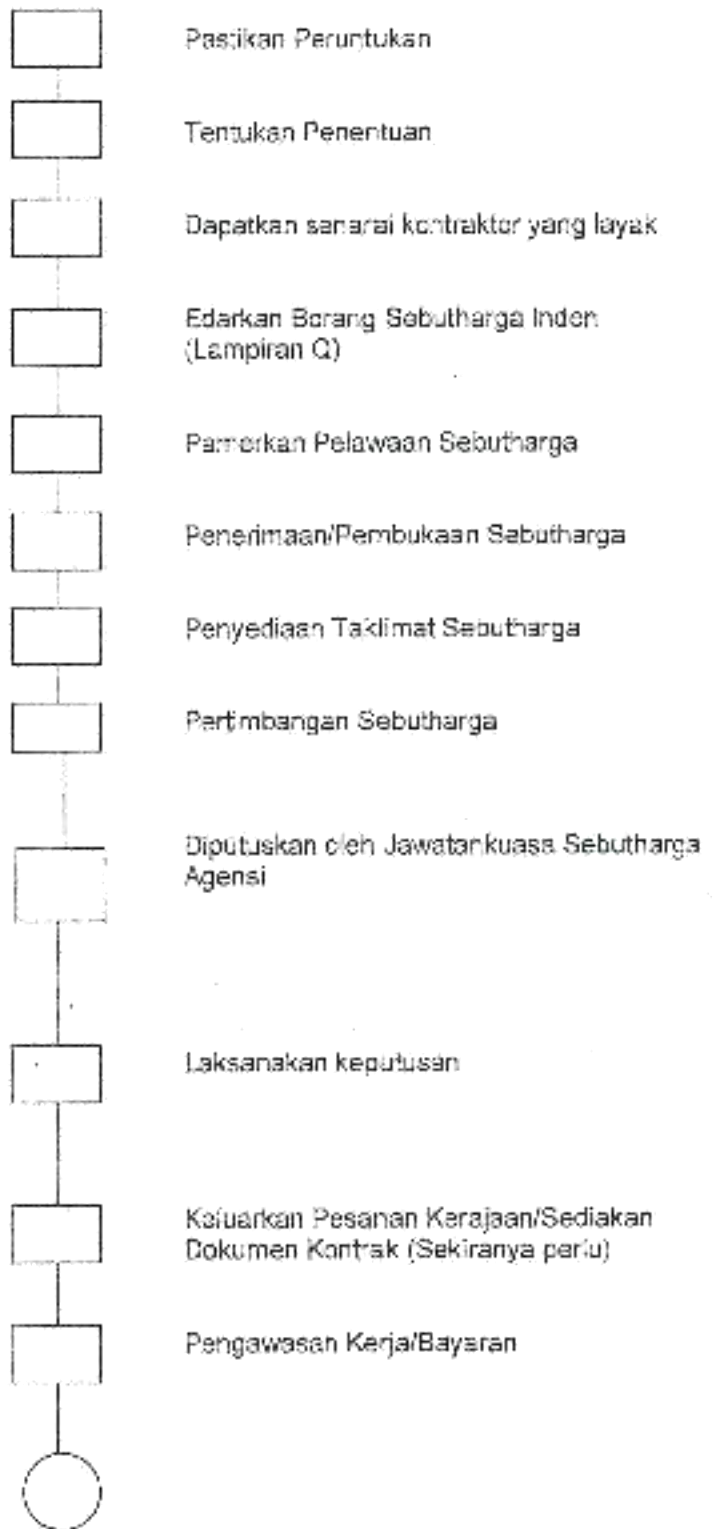 Pastikan Peruntukan
Tentukan Penentuan
Dapatkan senarai kontraktor yang layak
Edarkan Borang Sebutharga Inden
(Lampiran Q)
Pamerkan Pelawaan Sebutharga
Penerimaan/Pembukaan Sebutharga
Penyediaan Taklimat Sebutharga
Pertimbangan Sebutharga
Diputuskan oleh Jawatankuasa Sebutharga
Agensi
Laksanakan keputusan
Keluarkan Pesanan Kerajaan/Sediakan
Dokumen Kontrak (Sekiranya perlu)
Pengawasan Kerja/Bayaran